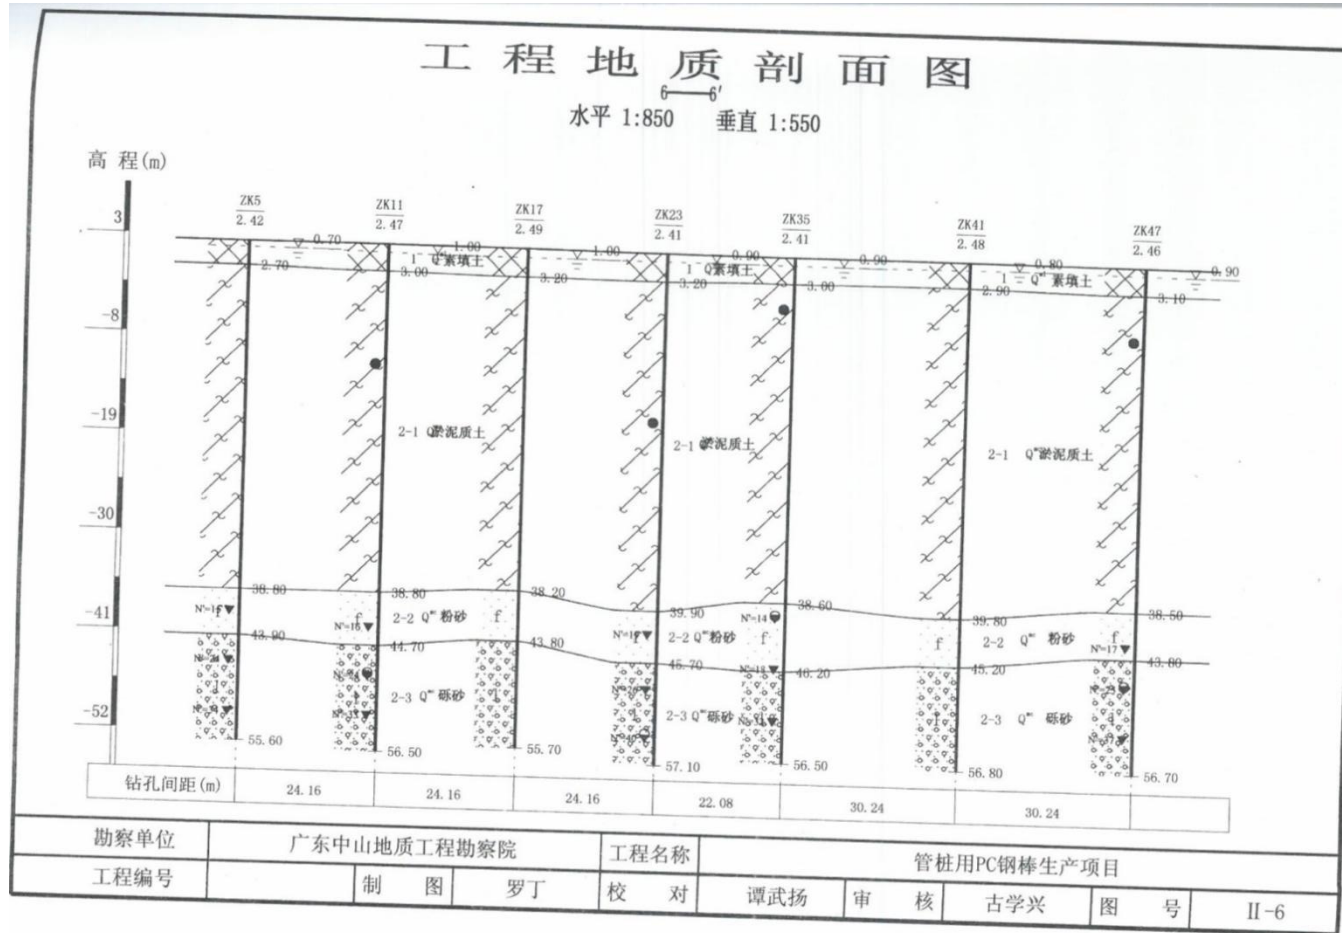 工程地质剖面图
6——6'
水平 1:850 垂直 1:550
高程(m)
ZK5 ZK11 ZK17 ZK23 ZK35 ZK41 ZK47
2.42 2.47 2.49 2.41 2.41 2.48 2.46
3
0.70 1.00 1.00 0.90 0.90 0.80 0.90
1 素填土 1 素填土 1 素填土
2.70 3.00 3.20 3.20 3.00 2.90 3.10
-8
-19
2-1 淤泥质土 2-1 淤泥质土 2-1 淤泥质土
-30
38.80 38.80 38.20 39.90 38.60 39.80 38.50
-41
f f f f f f f
N'=14 N'=17
2-2 粉砂 2-2 粉砂 2-2 粉砂
43.90 44.70 43.80 45.70 46.20 45.20 43.80
2-3 砾砂 2-3 砾砂 2-3 砾砂
-52
55.60 56.50 55.70 57.10 56.50 56.80 56.70
钻孔间距(m) 24.16 24.16 24.16 22.08 30.24 30.24
勘察单位 广东中山地质工程勘察院 工程名称 管桩用PC钢棒生产项目
工程编号 制图 罗丁 校对 谭武扬 审核 古学兴 图号 II-6